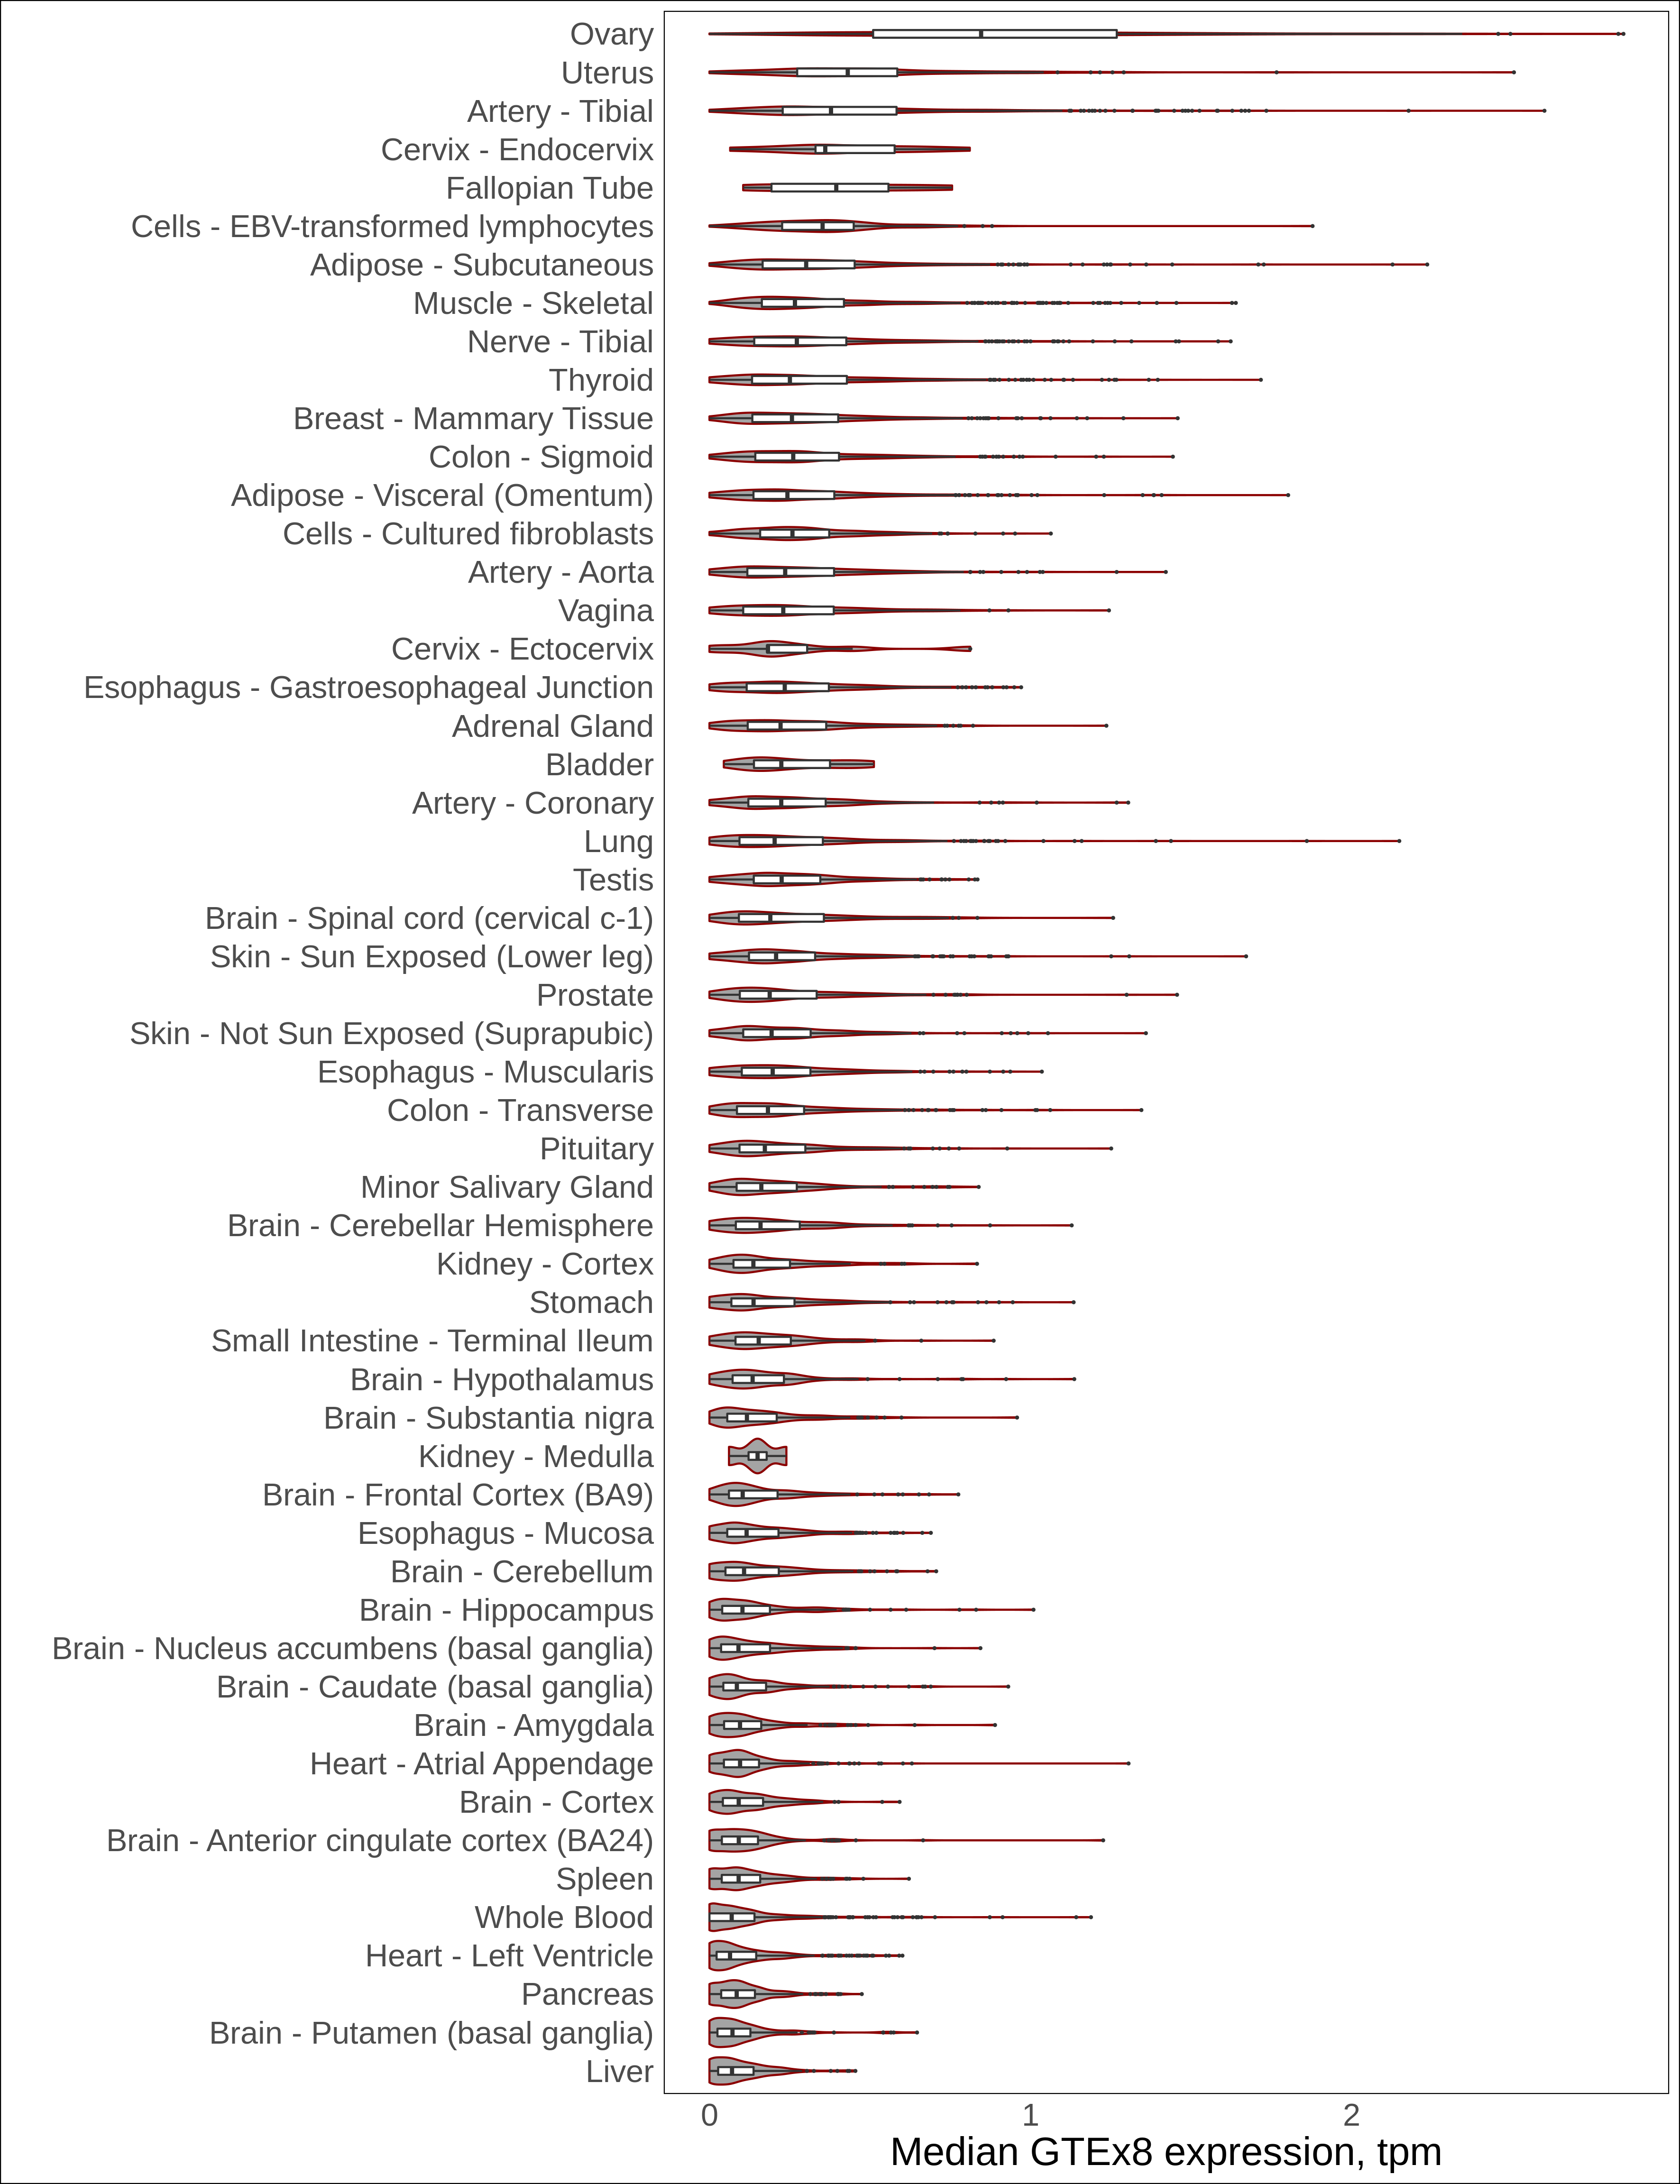 Ovary
Uterus
Artery - Tibial
Cervix - Endocervix
Fallopian Tube
Cells - EBV-transformed lymphocytes
Adipose - Subcutaneous
Muscle - Skeletal
Nerve - Tibial
Thyroid
Breast - Mammary Tissue
Colon - Sigmoid
Adipose - Visceral (Omentum)
Cells - Cultured fibroblasts
Artery - Aorta
Vagina
Cervix - Ectocervix
Esophagus - Gastroesophageal Junction
Adrenal Gland
Bladder
Artery - Coronary
Lung
Testis
Brain - Spinal cord (cervical c-1)
Skin - Sun Exposed (Lower leg)
Prostate
Skin - Not Sun Exposed (Suprapubic)
Esophagus - Muscularis
Colon - Transverse
Pituitary
Minor Salivary Gland
Brain - Cerebellar Hemisphere
Kidney - Cortex
Stomach
Small Intestine - Terminal Ileum
Brain - Hypothalamus
Brain - Substantia nigra
Kidney - Medulla
Brain - Frontal Cortex (BA9)
Esophagus - Mucosa
Brain - Cerebellum
Brain - Hippocampus
Brain - Nucleus accumbens (basal ganglia)
Brain - Caudate (basal ganglia)
Brain - Amygdala
Heart - Atrial Appendage
Brain - Cortex
Brain - Anterior cingulate cortex (BA24)
Spleen
Whole Blood
Heart - Left Ventricle
Pancreas
Brain - Putamen (basal ganglia)
Liver
0 1 2
Median GTEx8 expression, tpm